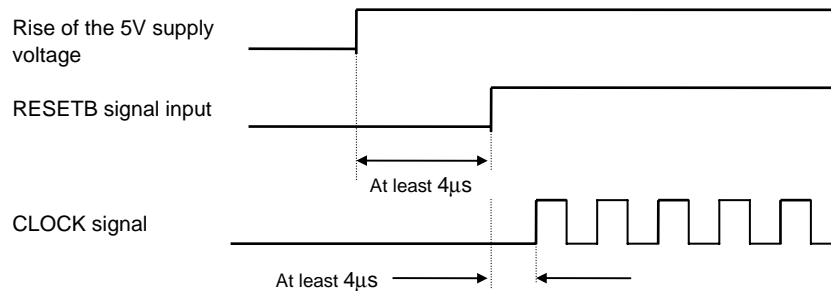 Rise of the 5V supply
voltage
RESETB signal input
At least 4μs
CLOCK signal
At least 4μs